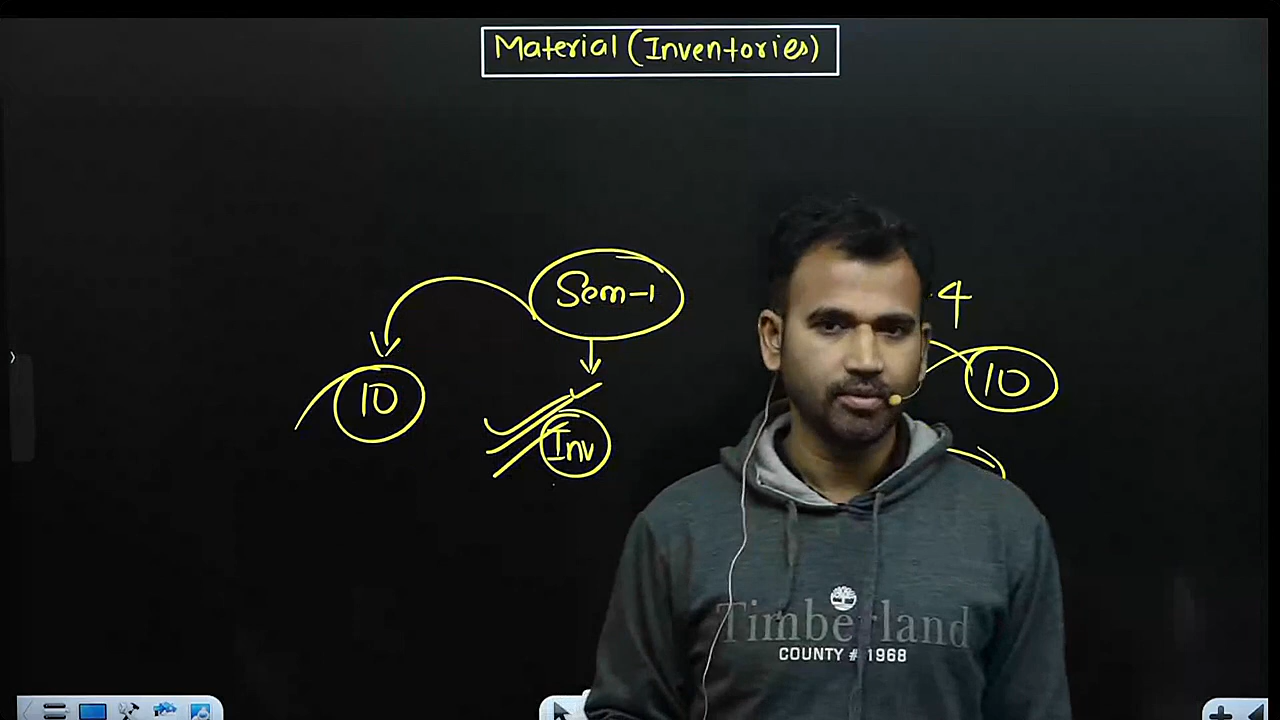 Material (Inventories)
Sem-1
4
10
10
Inv
Timberland
COUNTY # 1968